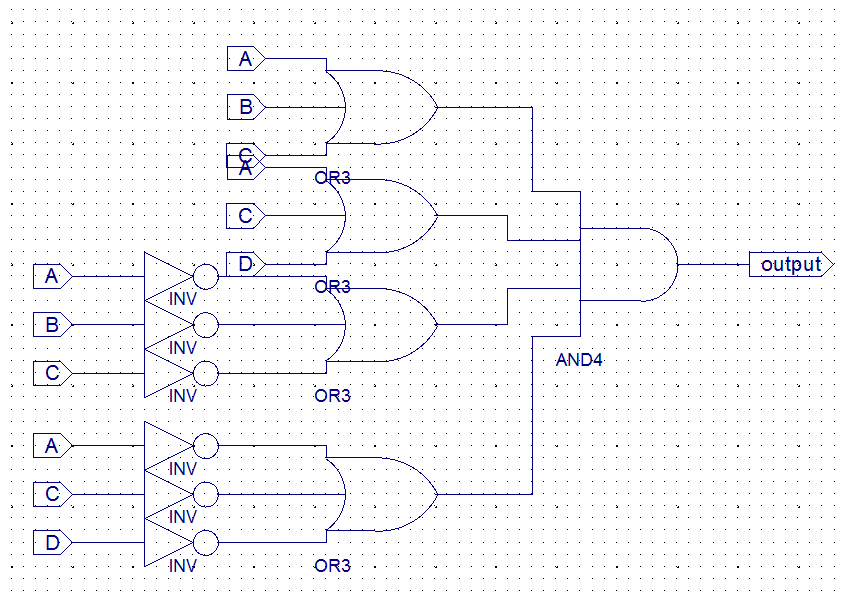 A
B
C
A
OR3
C
D
A
OR3
INV
output
B
INV
AND4
C
INV
OR3
A
INV
C
INV
D
INV
OR3